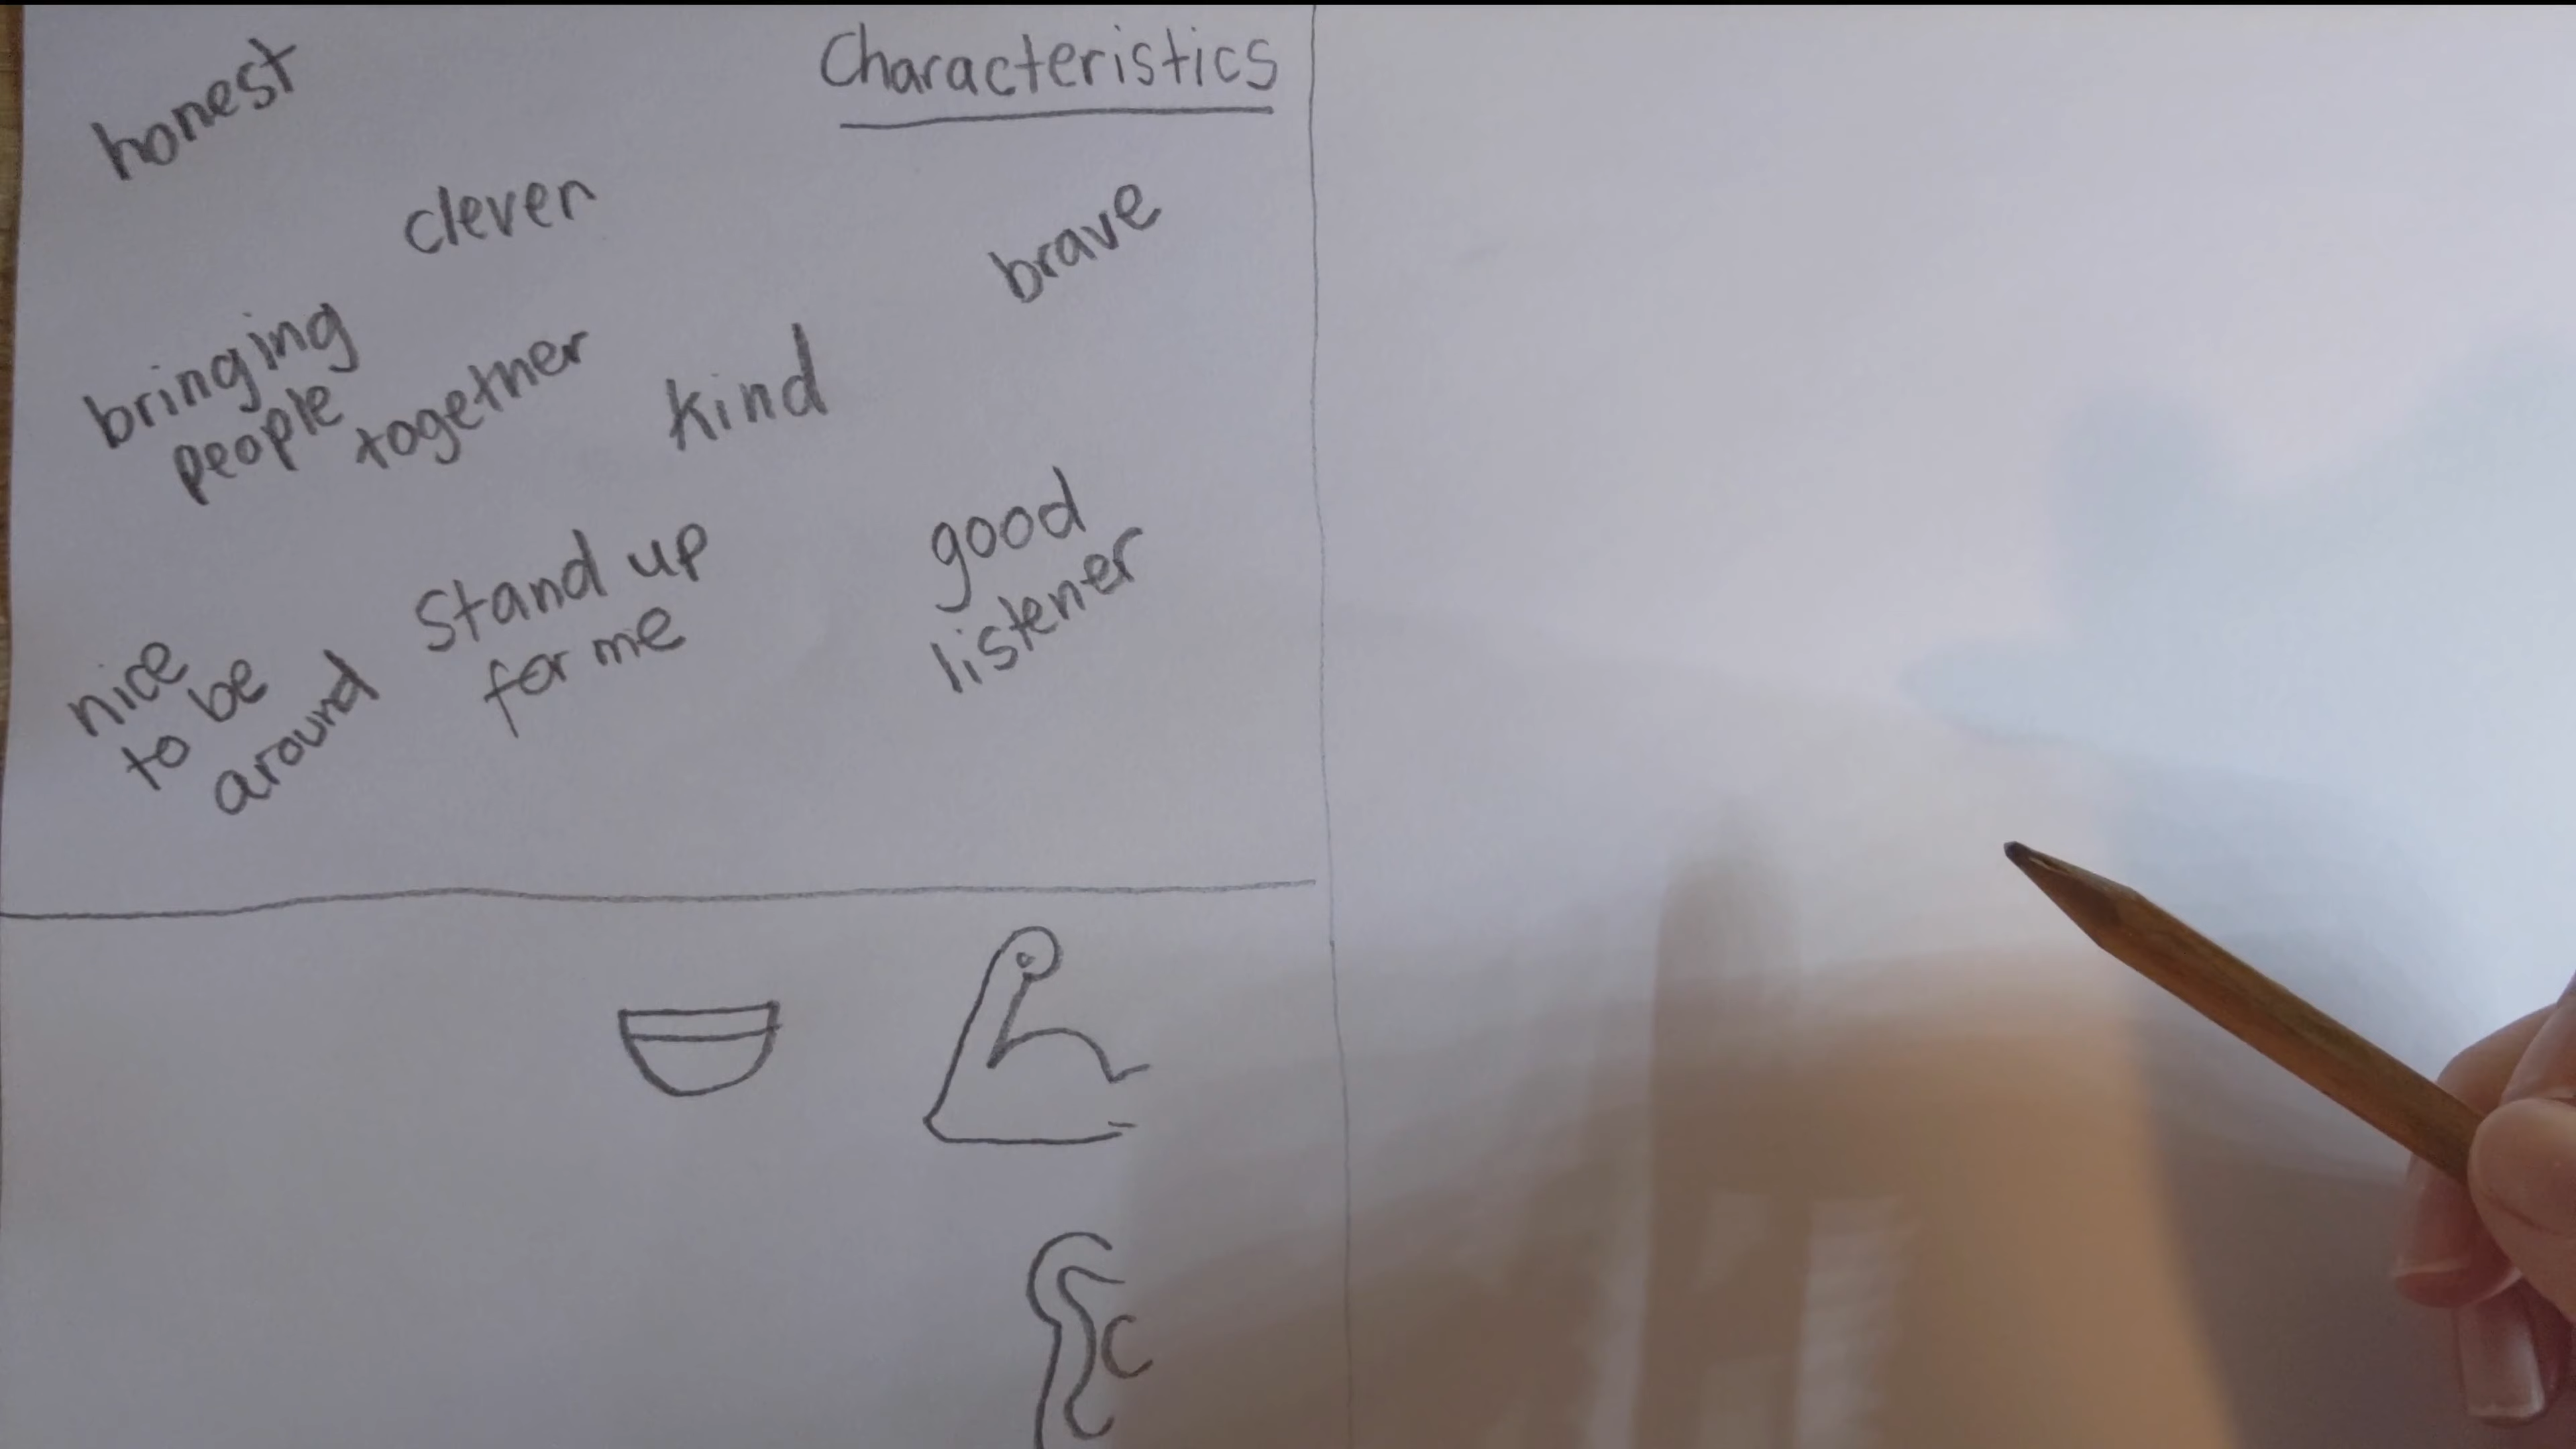 Characteristics
honest
clever
brave
bringing
people together
kind
Stand up
for me
good
listener
nice
to be
around